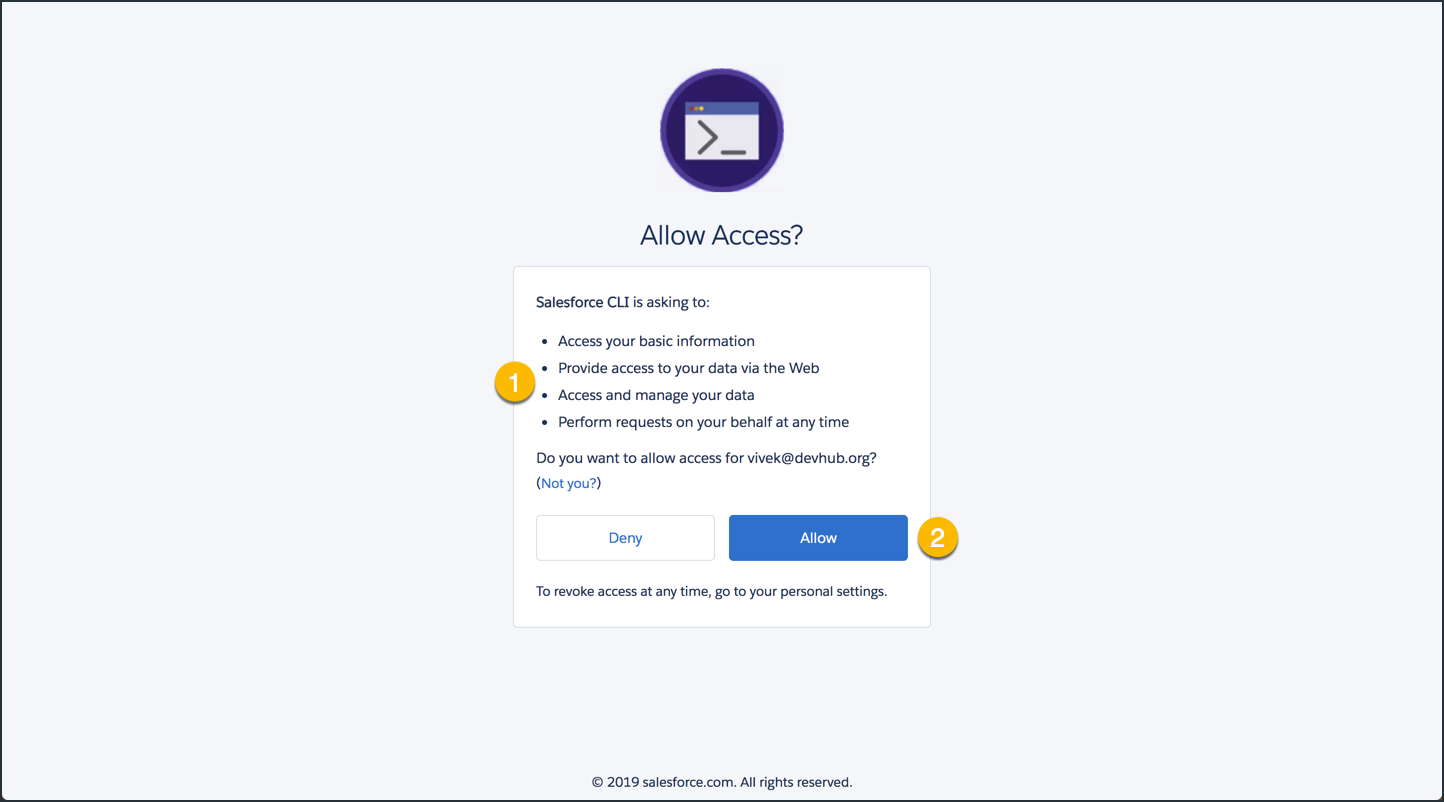 Allow Access?
Salesforce CLI is asking to:
• Access your basic information
• Provide access to your data via the Web
1
• Access and manage your data
• Perform requests on your behalf at any time
Do you want to allow access for vivek@devhub.org?
(Not you?)
Deny Allow 2
To revoke access at any time, go to your personal settings.
© 2019 salesforce.com. All rights reserved.